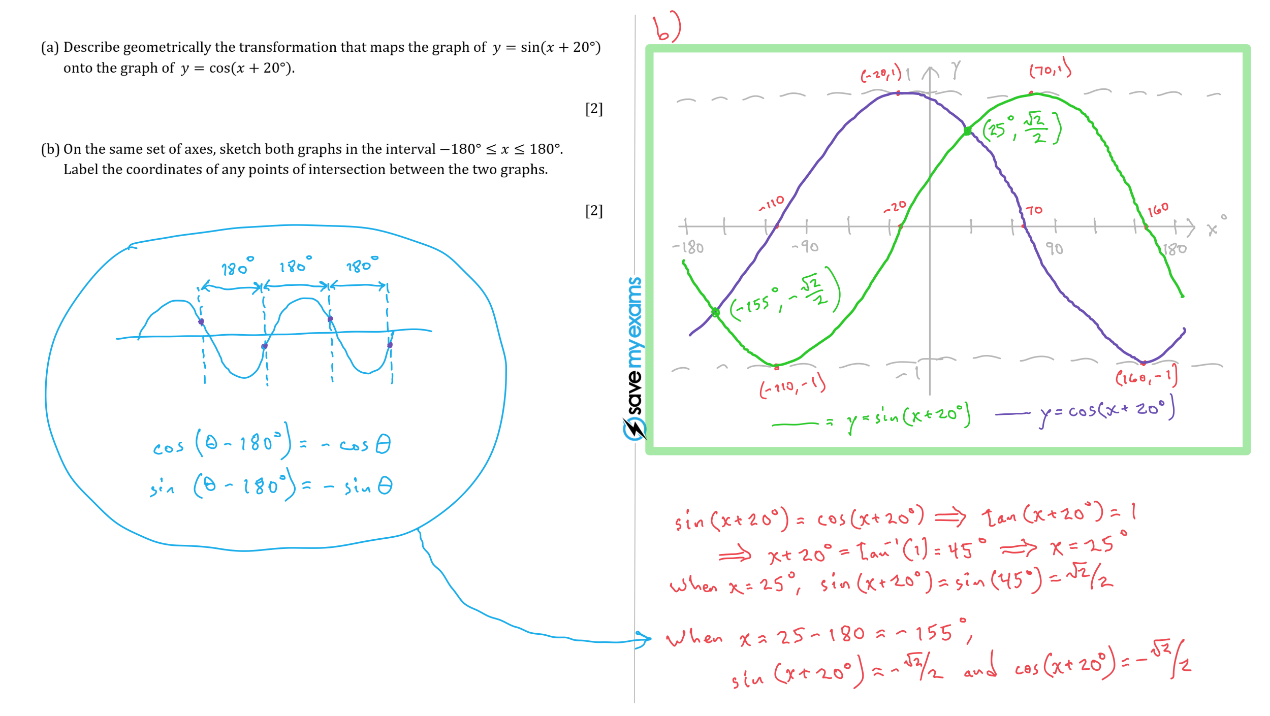 (a) Describe geometrically the transformation that maps the graph of y = sin(x + 20°)
onto the graph of y = cos(x + 20°).
[2]
(b) On the same set of axes, sketch both graphs in the interval −180° ≤ x ≤ 180°.
Label the coordinates of any points of intersection between the two graphs.
[2]
180° 180° 180°
cos (θ − 180°) = − cos θ
sin (θ − 180°) = − sin θ
savemyexams
b)
(−20,1) 1 y (70,1)
(25°, √2/2)
−110 −20 70 160
−180 −90 90 180 x°
(−155°, −√2/2)
(−110,−1) −1 (160,−1)
= y = sin(x+20°) y = cos(x+20°)
sin(x+20°) = cos(x+20°) ⟹ tan(x+20°) = 1
⟹ x+20° = tan⁻¹(1) = 45° ⟹ x = 25°
when x = 25°, sin(x+20°) = sin(45°) = √2/2
when x = 25 − 180 = −155°,
sin(x+20°) = −√2/2 and cos(x+20°) = −√2/2